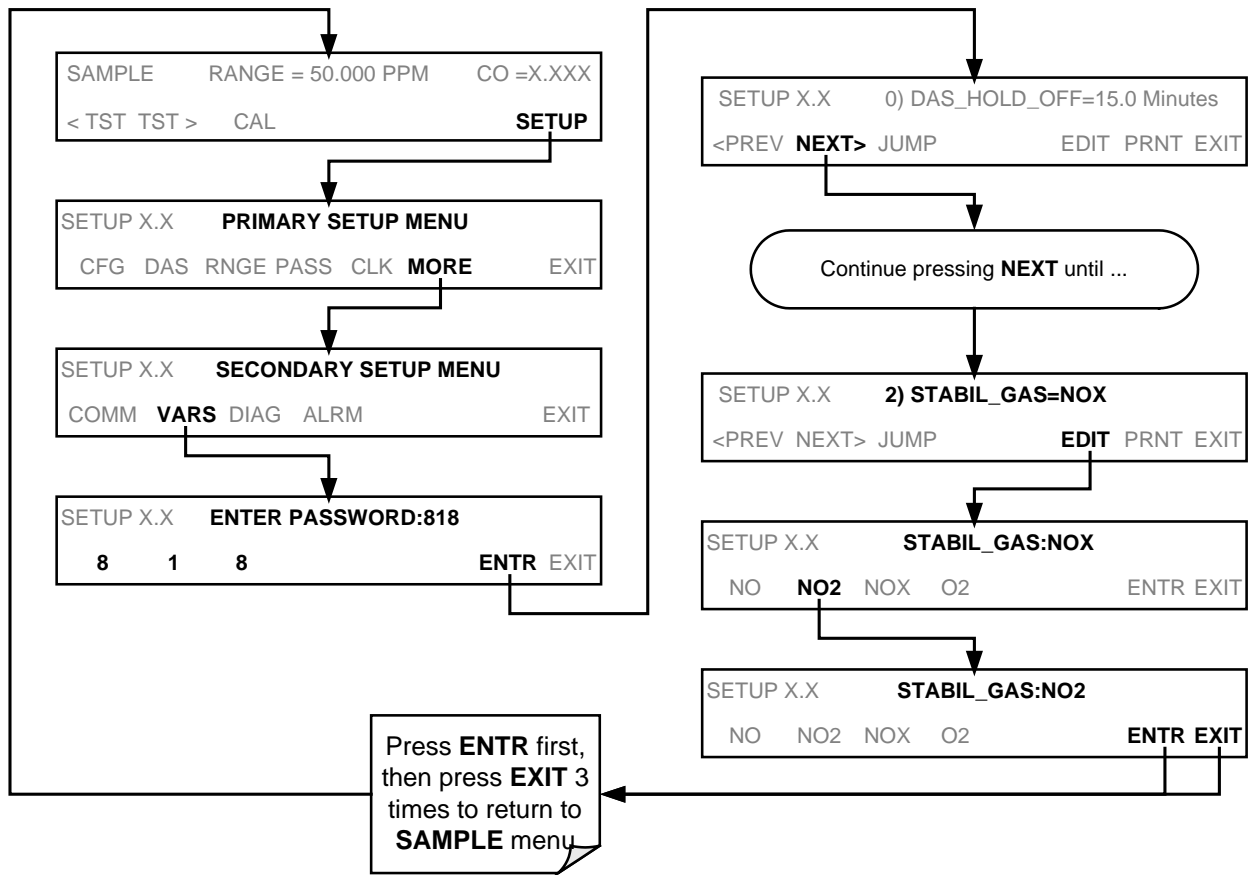 SAMPLE RANGE = 50.000 PPM CO =X.XXX
< TST TST > CAL SETUP
SETUP X.X PRIMARY SETUP MENU
CFG DAS RNGE PASS CLK MORE EXIT
SETUP X.X SECONDARY SETUP MENU
COMM VARS DIAG ALRM EXIT
SETUP X.X ENTER PASSWORD:818
8 1 8 ENTR EXIT
SETUP X.X 0) DAS_HOLD_OFF=15.0 Minutes
<PREV NEXT> JUMP EDIT PRNT EXIT
Continue pressing NEXT until ...
SETUP X.X 2) STABIL_GAS=NOX
<PREV NEXT> JUMP EDIT PRNT EXIT
SETUP X.X STABIL_GAS:NOX
NO NO2 NOX O2 ENTR EXIT
SETUP X.X STABIL_GAS:NO2
NO NO2 NOX O2 ENTR EXIT
Press ENTR first,
then press EXIT 3
times to return to
SAMPLE menu